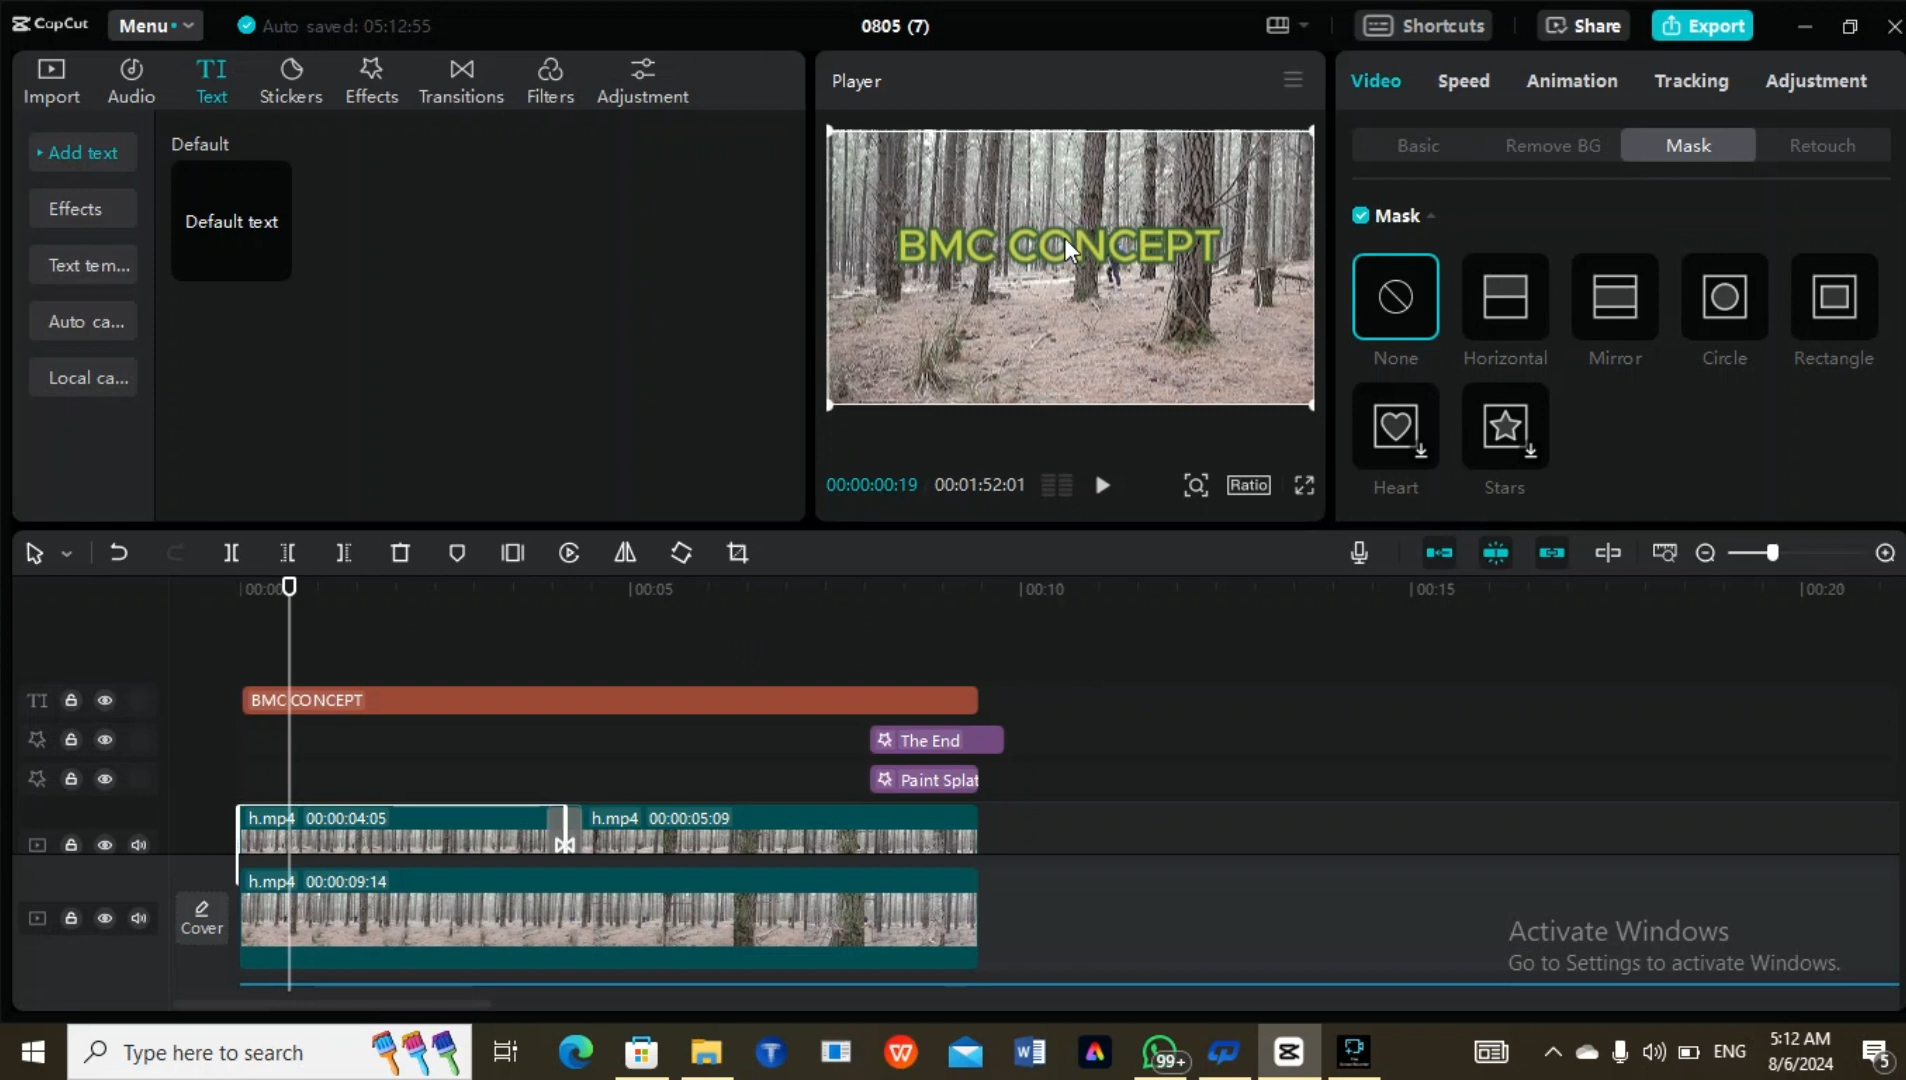 CapCut
Menu
Auto saved: 05:12:55
0805 (7)
Shortcuts
Share
Export
Import
Audio
TI
Text
Stickers
Effects
Transitions
Filters
Adjustment
Add text
Effects
Text tem...
Auto ca...
Local ca...
Default
Default text
Player
BMC CONCEPT
00:00:00:19
00:01:52:01
Ratio
Video
Speed
Animation
Tracking
Adjustment
Basic
Remove BG
Mask
Retouch
Mask
None
Horizontal
Mirror
Circle
Rectangle
Heart
Stars
00:00
00:05
00:10
00:15
00:20
TI
BMC CONCEPT
The End
Paint Splat
h.mp4 00:00:04:05
h.mp4 00:00:05:09
h.mp4 00:00:09:14
Cover
Activate Windows
Go to Settings to activate Windows.
Type here to search
99+
ENG
5:12 AM
8/6/2024
5